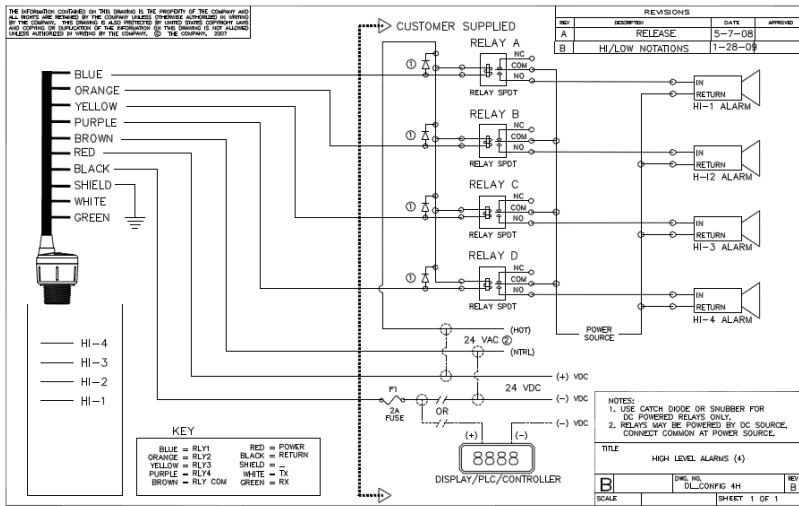 THE INFORMATION CONTAINED ON THIS DRAWING IS THE PROPERTY OF THE COMPANY AND
ALL RIGHTS ARE RETAINED BY THE COMPANY UNLESS OTHERWISE AUTHORIZED IN WRITING
BY THE COMPANY. THIS DRAWING IS ALSO PROTECTED BY UNITED STATES COPYRIGHT LAWS
AND COPYING OR DUPLICATION OF THE INFORMATION ON THIS DRAWING IS NOT ALLOWED
UNLESS AUTHORIZED IN WRITING BY THE COMPANY. © THE COMPANY, 2007
REVISIONS
REV DESCRIPTION DATE APPROVED
A RELEASE 5-7-08
B HI/LOW NOTATIONS 1-28-09
CUSTOMER SUPPLIED
BLUE
ORANGE
YELLOW
PURPLE
BROWN
RED
BLACK
SHIELD
WHITE
GREEN
RELAY A
1
NC
COM
NO
RELAY SPDT
IN
RETURN
HI-1 ALARM
RELAY B
1
NC
COM
NO
RELAY SPDT
IN
RETURN
H-I2 ALARM
RELAY C
1
NC
COM
NO
RELAY SPDT
IN
RETURN
HI-3 ALARM
RELAY D
1
NC
COM
NO
RELAY SPDT
IN
RETURN
HI-4 ALARM
POWER
SOURCE
(HOT)
24 VAC 2
(NTRL)
(+) VDC
24 VDC
(-) VDC
F1
2A
FUSE
OR
(-) VDC
(+) (-)
8888
DISPLAY/PLC/CONTROLLER
HI-4
HI-3
HI-2
HI-1
KEY
BLUE = RLY1
ORANGE = RLY2
YELLOW = RLY3
PURPLE - RLY4
BROWN - RLY COM
RED = POWER
BLACK = RETURN
SHIELD = _
WHITE - TX
GREEN = RX
NOTES:
1. USE CATCH DIODE OR SNUBBER FOR
DC POWERED RELAYS ONLY.
2. RELAYS MAY BE POWERED BY DC SOURCE,
CONNECT COMMON AT POWER SOURCE.
TITLE
HIGH LEVEL ALARMS (4)
B
DWG. NO.
DL_CONFIG 4H
REV
B
SCALE
SHEET 1 OF 1